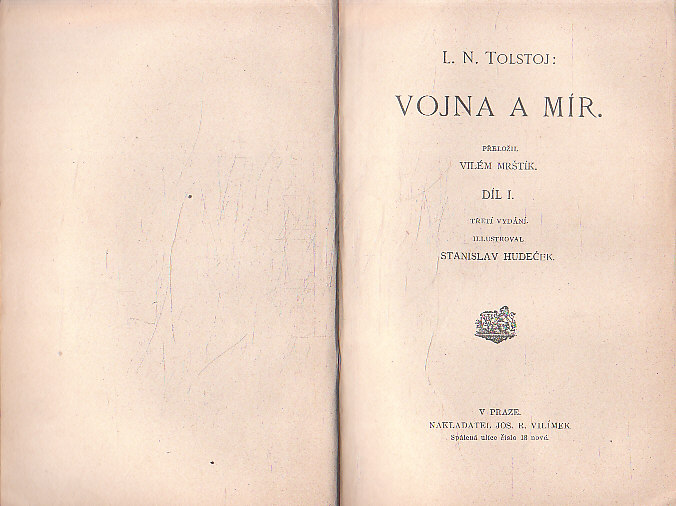 L. N. TOLSTOJ:
VOJNA A MÍR.
PŘELOŽIL
VILÉM MRŠTÍK.
DÍL I.
TŘETÍ VYDÁNÍ.
ILLUSTROVAL
STANISLAV HUDEČEK.
V PRAZE.
NAKLADATEL JOS. R. VILÍMEK
Spálená ulice číslo 13 nové.